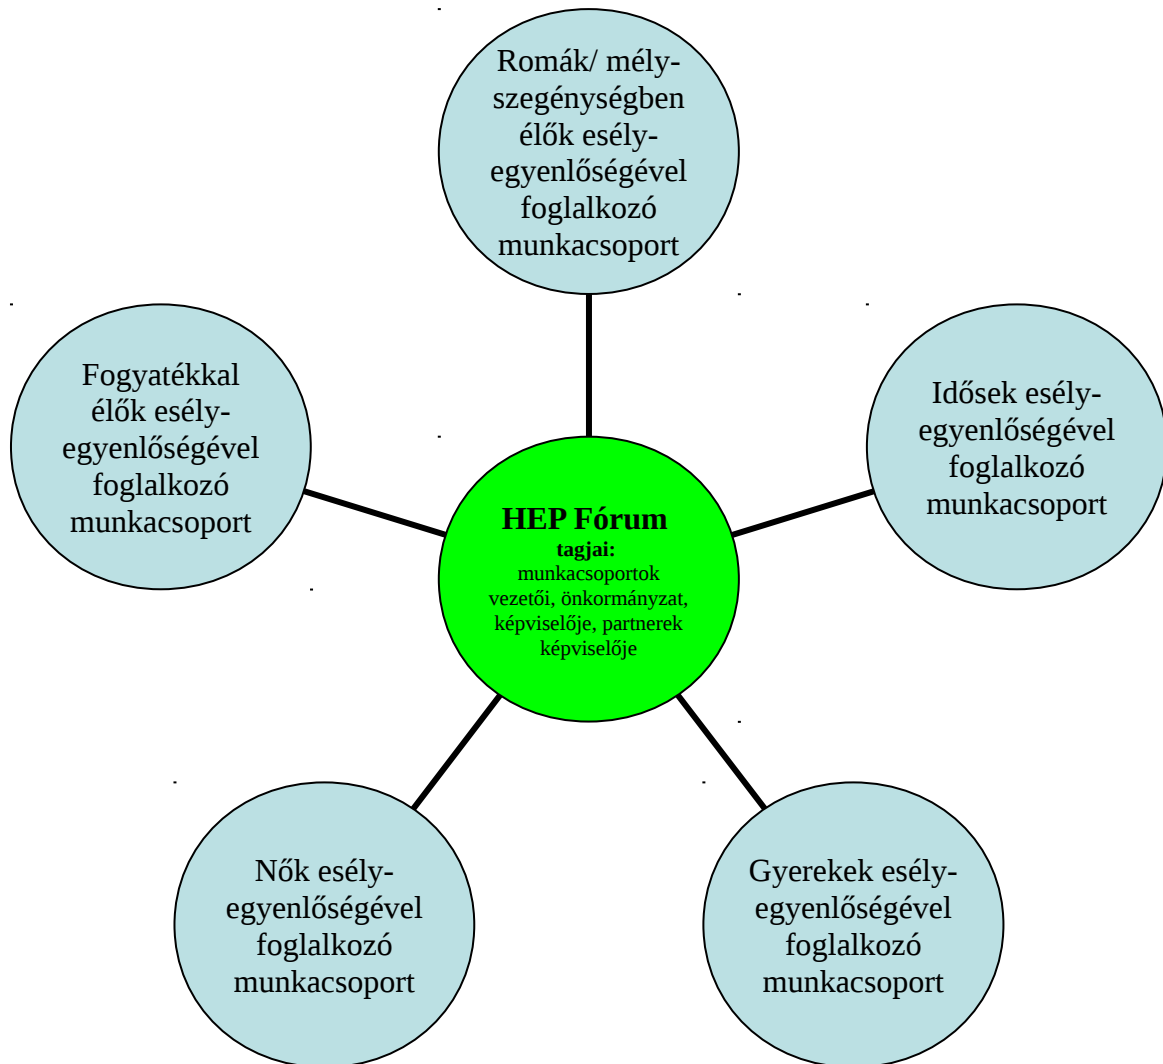 Romák/ mély-
szegénységben
élők esély-
egyenlőségével
foglalkozó
munkacsoport
Fogyatékkal
élők esély-
egyenlőségével
foglalkozó
munkacsoport
Idősek esély-
egyenlőségével
foglalkozó
munkacsoport
HEP Fórum
tagjai:
munkacsoportok
vezetői, önkormányzat,
képviselője, partnerek
képviselője
Nők esély-
egyenlőségével
foglalkozó
munkacsoport
Gyerekek esély-
egyenlőségével
foglalkozó
munkacsoport